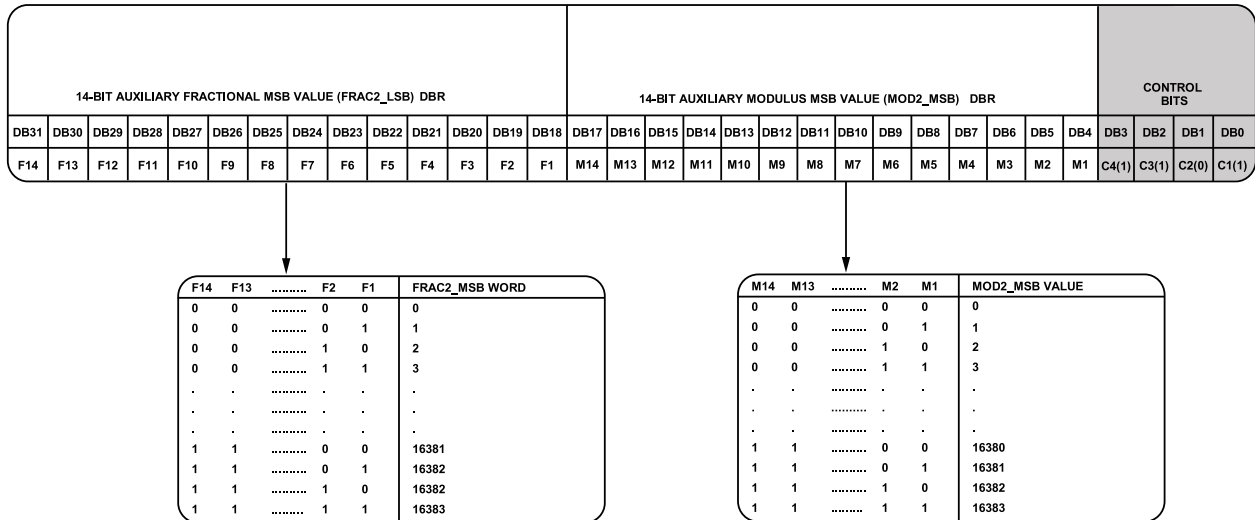 14-BIT AUXILIARY FRACTIONAL MSB VALUE (FRAC2_LSB) DBR 14-BIT AUXILIARY MODULUS MSB VALUE (MOD2_MSB) DBR CONTROL
BITS
DB31 DB30 DB29 DB28 DB27 DB26 DB25 DB24 DB23 DB22 DB21 DB20 DB19 DB18 DB17 DB16 DB15 DB14 DB13 DB12 DB11 DB10 DB9 DB8 DB7 DB6 DB5 DB4 DB3 DB2 DB1 DB0
F14 F13 F12 F11 F10 F9 F8 F7 F6 F5 F4 F3 F2 F1 M14 M13 M12 M11 M10 M9 M8 M7 M6 M5 M4 M3 M2 M1 C4(1) C3(1) C2(0) C1(1)
F14 F13 .......... F2 F1 FRAC2_MSB WORD
0 0 .......... 0 0 0
0 0 .......... 0 1 1
0 0 .......... 1 0 2
0 0 .......... 1 1 3
. . .......... . . .
. . .......... . . .
. . .......... . . .
1 1 .......... 0 0 16381
1 1 .......... 0 1 16382
1 1 .......... 1 0 16382
1 1 .......... 1 1 16383
M14 M13 .......... M2 M1 MOD2_MSB VALUE
0 0 .......... 0 0 0
0 0 .......... 0 1 1
0 0 .......... 1 0 2
0 0 .......... 1 1 3
. . .......... . . .
. . .......... . . .
. . .......... . . .
1 1 .......... 0 0 16380
1 1 .......... 0 1 16381
1 1 .......... 1 0 16382
1 1 .......... 1 1 16383